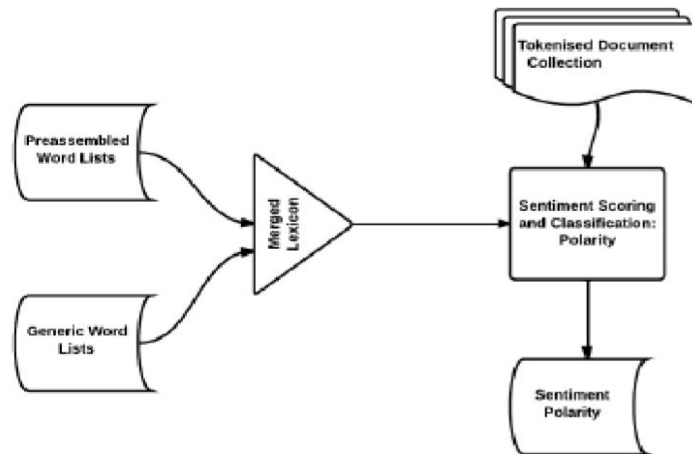 Tokenised Document
Collection
Preassembled
Word Lists
Merged
Lexicon
Sentiment Scoring
and Classification:
Polarity
Generic Word
Lists
Sentiment
Polarity